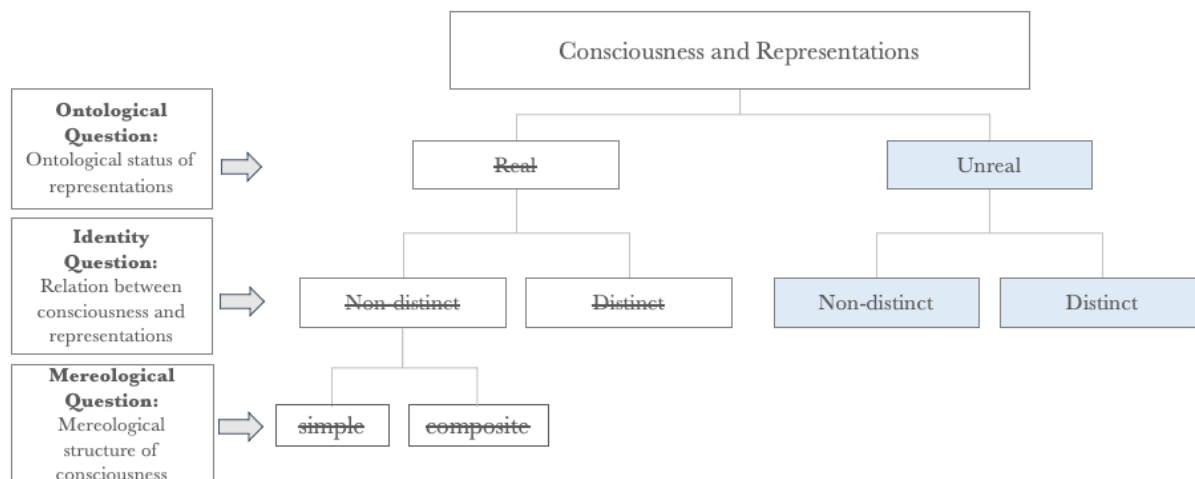 Consciousness and Representations
Ontological
Question:
Ontological status of
representations
Real
Unreal
Identity
Question:
Relation between
consciousness and
representations
Non-distinct
Distinct
Non-distinct
Distinct
Mereological
Question:
Mereological
structure of
consciousness
simple
composite